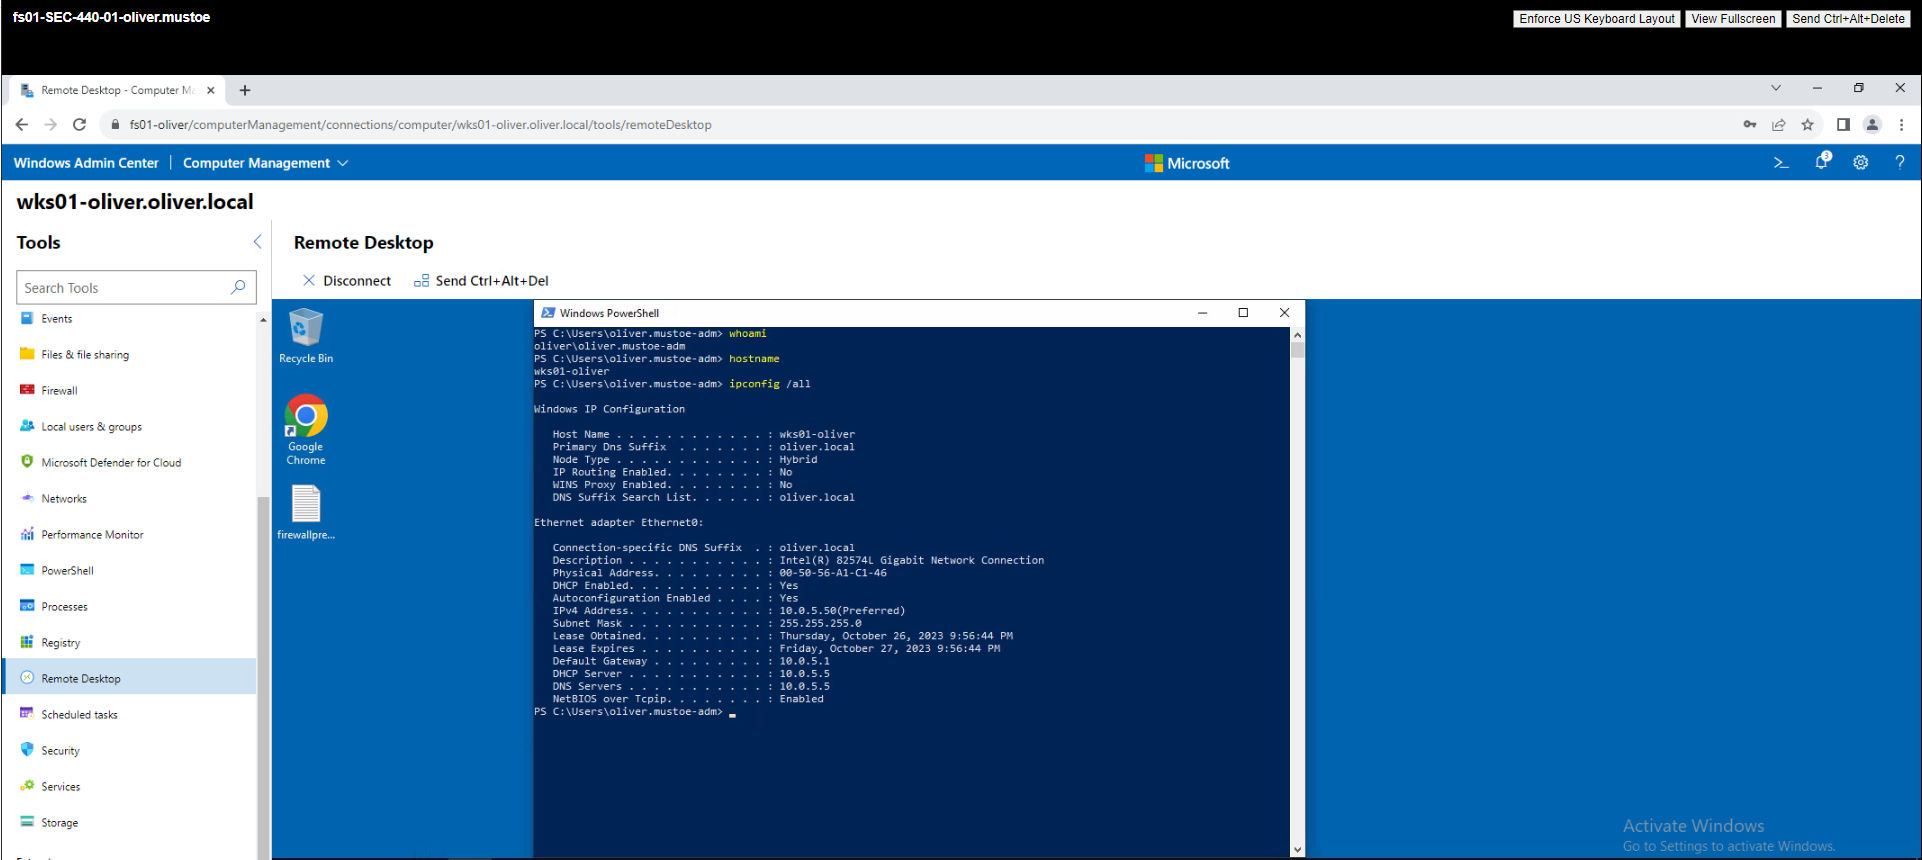 fs01-SEC-440-01-oliver.mustoe
Enforce US Keyboard Layout View Fullscreen Send Ctrl+Alt+Delete
Remote Desktop - Computer Ma
fs01-oliver/computerManagement/connections/computer/wks01-oliver.oliver.local/tools/remoteDesktop
Windows Admin Center | Computer Management
Microsoft
3
wks01-oliver.oliver.local
Tools
Search Tools
Events
Files & file sharing
Firewall
Local users & groups
Microsoft Defender for Cloud
Networks
Performance Monitor
PowerShell
Processes
Registry
Remote Desktop
Scheduled tasks
Security
Services
Storage
Remote Desktop
Disconnect Send Ctrl+Alt+Del
Recycle Bin
Google
Chrome
firewallpre...
Windows PowerShell
PS C:\Users\oliver.mustoe-adm> whoami
oliver\oliver.mustoe-adm
PS C:\Users\oliver.mustoe-adm> hostname
wks01-oliver
PS C:\Users\oliver.mustoe-adm> ipconfig /all
Windows IP Configuration
Host Name . . . . . . . . . . . . : wks01-oliver
Primary Dns Suffix . . . . . . . : oliver.local
Node Type . . . . . . . . . . . . : Hybrid
IP Routing Enabled. . . . . . . . : No
WINS Proxy Enabled. . . . . . . . : No
DNS Suffix Search List. . . . . . : oliver.local
Ethernet adapter Ethernet0:
Connection-specific DNS Suffix . : oliver.local
Description . . . . . . . . . . . : Intel(R) 82574L Gigabit Network Connection
Physical Address. . . . . . . . . : 00-50-56-A1-C1-46
DHCP Enabled. . . . . . . . . . . : Yes
Autoconfiguration Enabled . . . . : Yes
IPv4 Address. . . . . . . . . . . : 10.0.5.50(Preferred)
Subnet Mask . . . . . . . . . . . : 255.255.255.0
Lease Obtained. . . . . . . . . . : Thursday, October 26, 2023 9:56:44 PM
Lease Expires . . . . . . . . . . : Friday, October 27, 2023 9:56:44 PM
Default Gateway . . . . . . . . . : 10.0.5.1
DHCP Server . . . . . . . . . . . : 10.0.5.5
DNS Servers . . . . . . . . . . . : 10.0.5.5
NetBIOS over Tcpip. . . . . . . . : Enabled
PS C:\Users\oliver.mustoe-adm>
Activate Windows
Go to Settings to activate Windows.